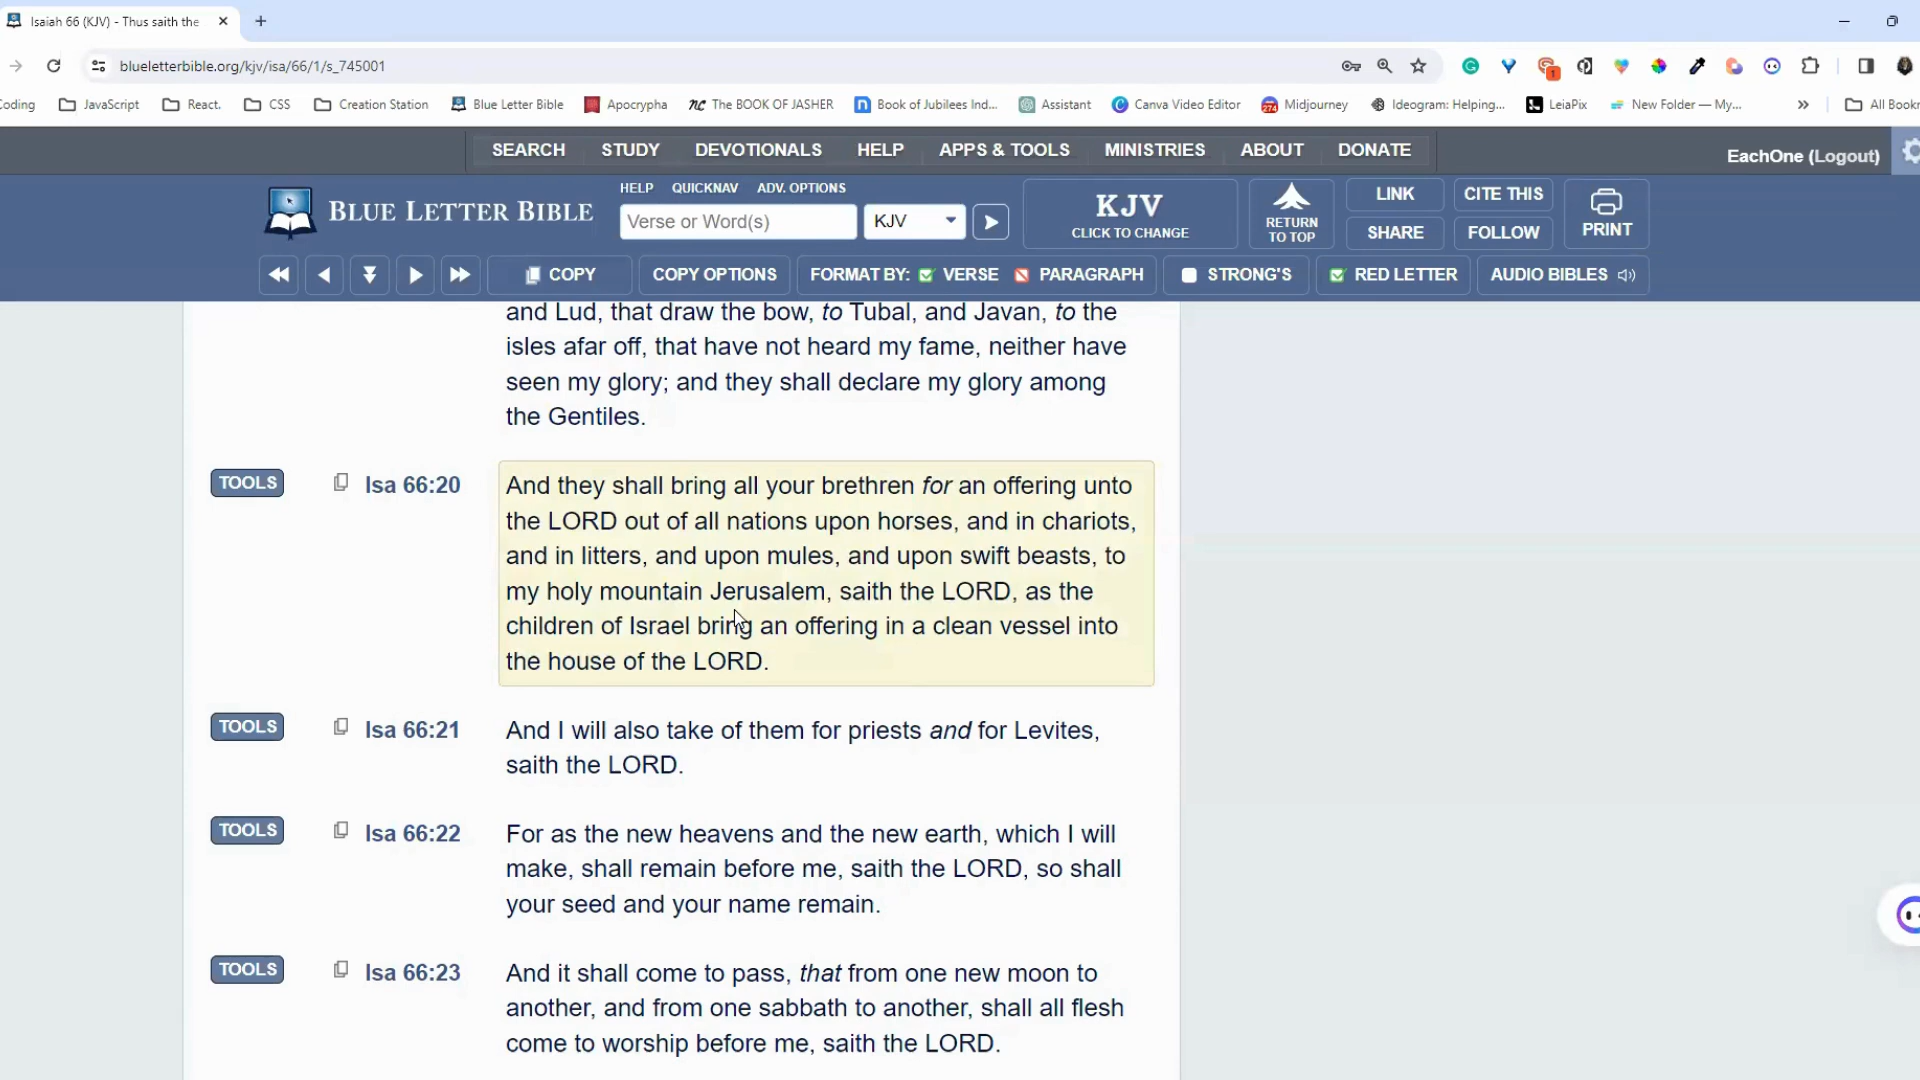 Isaiah 66 (KJV) - Thus saith the
blueletterbible.org/kjv/isa/66/1/s_745001
1
Coding JavaScript React. CSS Creation Station Blue Letter Bible Apocrypha NC The BOOK OF JASHER Book of Jubilees Ind... Assistant Canva Video Editor 274 Midjourney Ideogram: Helping... LeiaPix New Folder — My... All Bookr
SEARCH STUDY DEVOTIONALS HELP APPS & TOOLS MINISTRIES ABOUT DONATE
EachOne (Logout)
HELP QUICKNAV ADV. OPTIONS
BLUE LETTER BIBLE
Verse or Word(s) KJV
KJV
CLICK TO CHANGE
RETURN
TO TOP
LINK CITE THIS
SHARE FOLLOW
PRINT
COPY COPY OPTIONS FORMAT BY: VERSE PARAGRAPH STRONG'S RED LETTER AUDIO BIBLES
and Lud, that draw the bow, to Tubal, and Javan, to the
isles afar off, that have not heard my fame, neither have
seen my glory; and they shall declare my glory among
the Gentiles.
TOOLS Isa 66:20 And they shall bring all your brethren for an offering unto
the LORD out of all nations upon horses, and in chariots,
and in litters, and upon mules, and upon swift beasts, to
my holy mountain Jerusalem, saith the LORD, as the
children of Israel bring an offering in a clean vessel into
the house of the LORD.
TOOLS Isa 66:21 And I will also take of them for priests and for Levites,
saith the LORD.
TOOLS Isa 66:22 For as the new heavens and the new earth, which I will
make, shall remain before me, saith the LORD, so shall
your seed and your name remain.
TOOLS Isa 66:23 And it shall come to pass, that from one new moon to
another, and from one sabbath to another, shall all flesh
come to worship before me, saith the LORD.